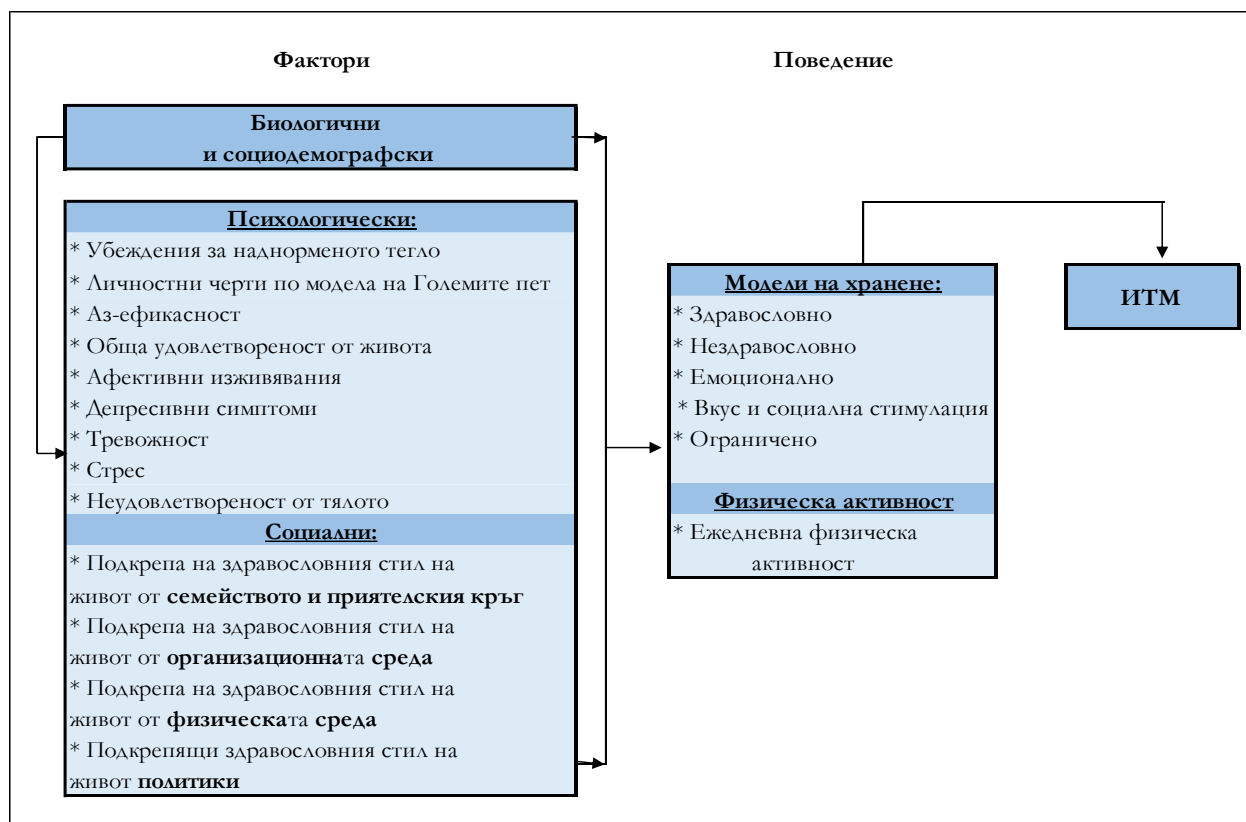 Фактори
Поведение
Биологични
и социодемографски
Психологически:
* Убеждения за наднорменото тегло
* Личностни черти по модела на Големите пет
* Аз-ефикасност
* Обща удовлетвореност от живота
* Афективни изживявания
* Депресивни симптоми
* Тревожност
* Стрес
* Неудовлетвореност от тялото
Социални:
* Подкрепа на здравословния стил на
живот от семейството и приятелския кръг
* Подкрепа на здравословния стил на
живот от организационната среда
* Подкрепа на здравословния стил на
живот от физическата среда
* Подкрепящи здравословния стил на
живот политики
Модели на хранене:
* Здравословно
* Нездравословно
* Емоционално
* Вкус и социална стимулация
* Ограничено
Физическа активност
* Ежедневна физическа
активност
ИТМ